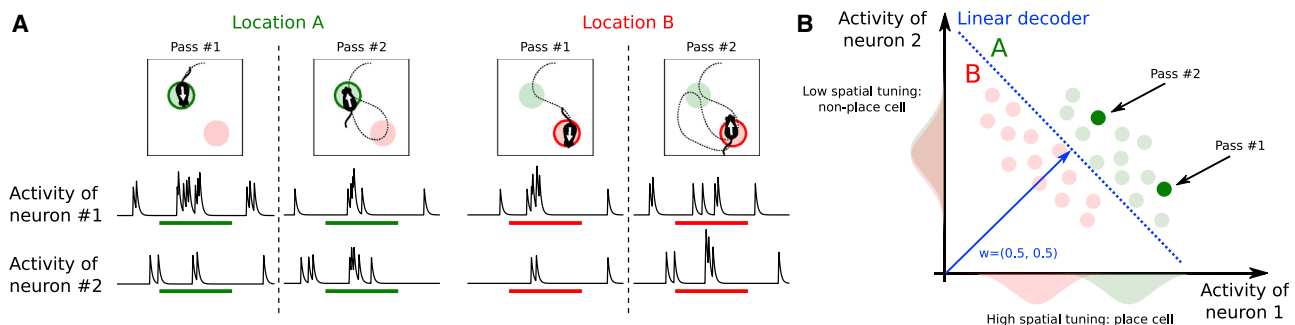 A
Location A
Location B
Pass #1
Pass #2
Pass #1
Pass #2
Activity of
neuron #1
Activity of
neuron #2
B
Activity of
neuron 2
Linear decoder
A
B
Pass #2
Low spatial tuning:
non-place cell
Pass #1
w=(0.5, 0.5)
Activity of
neuron 1
High spatial tuning: place cell